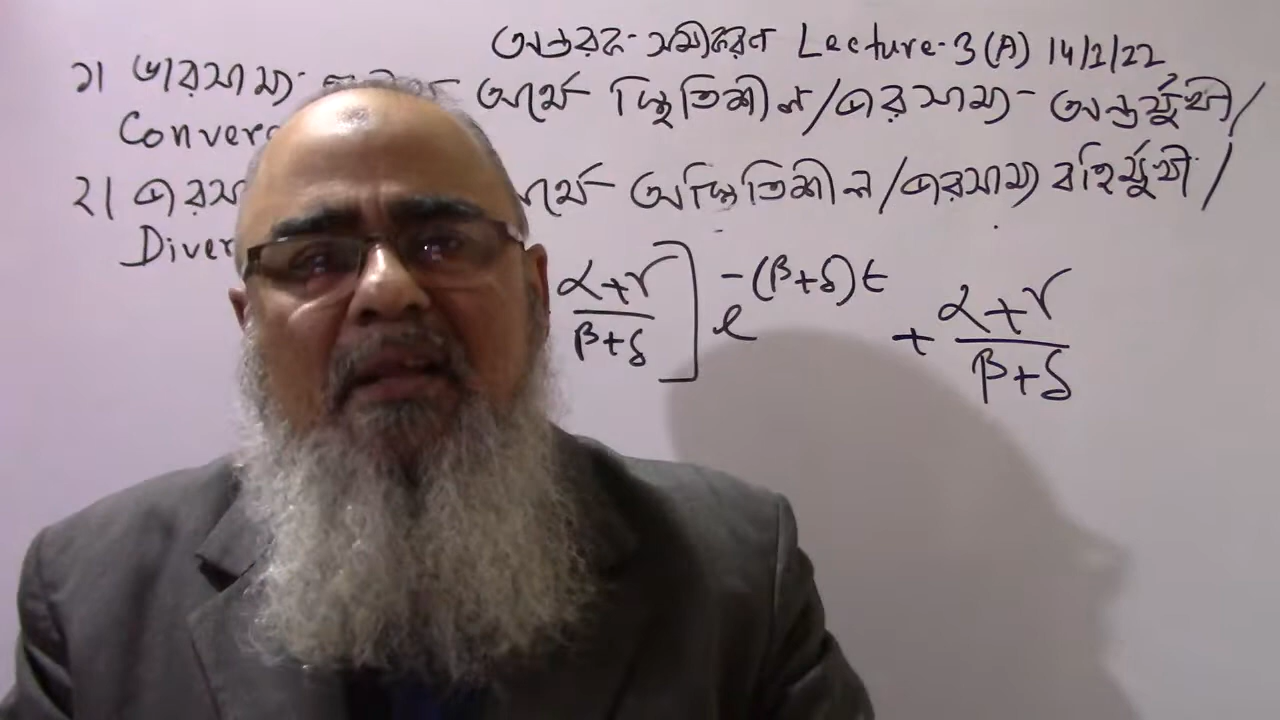 অন্তরক-সমীকরণ Lecture-3(A) 14/2/22
১। ভারসাম্য- অর্থে স্থিতিশীল/ভারসাম্য- অন্তর্মুখী/
Conver
২। ভারসা র্থে অস্থিতিশীল/ভারসাম্য বহির্মুখী/
Diver
α+γ/β+δ] e^-(β+δ)t + α+γ/β+δ